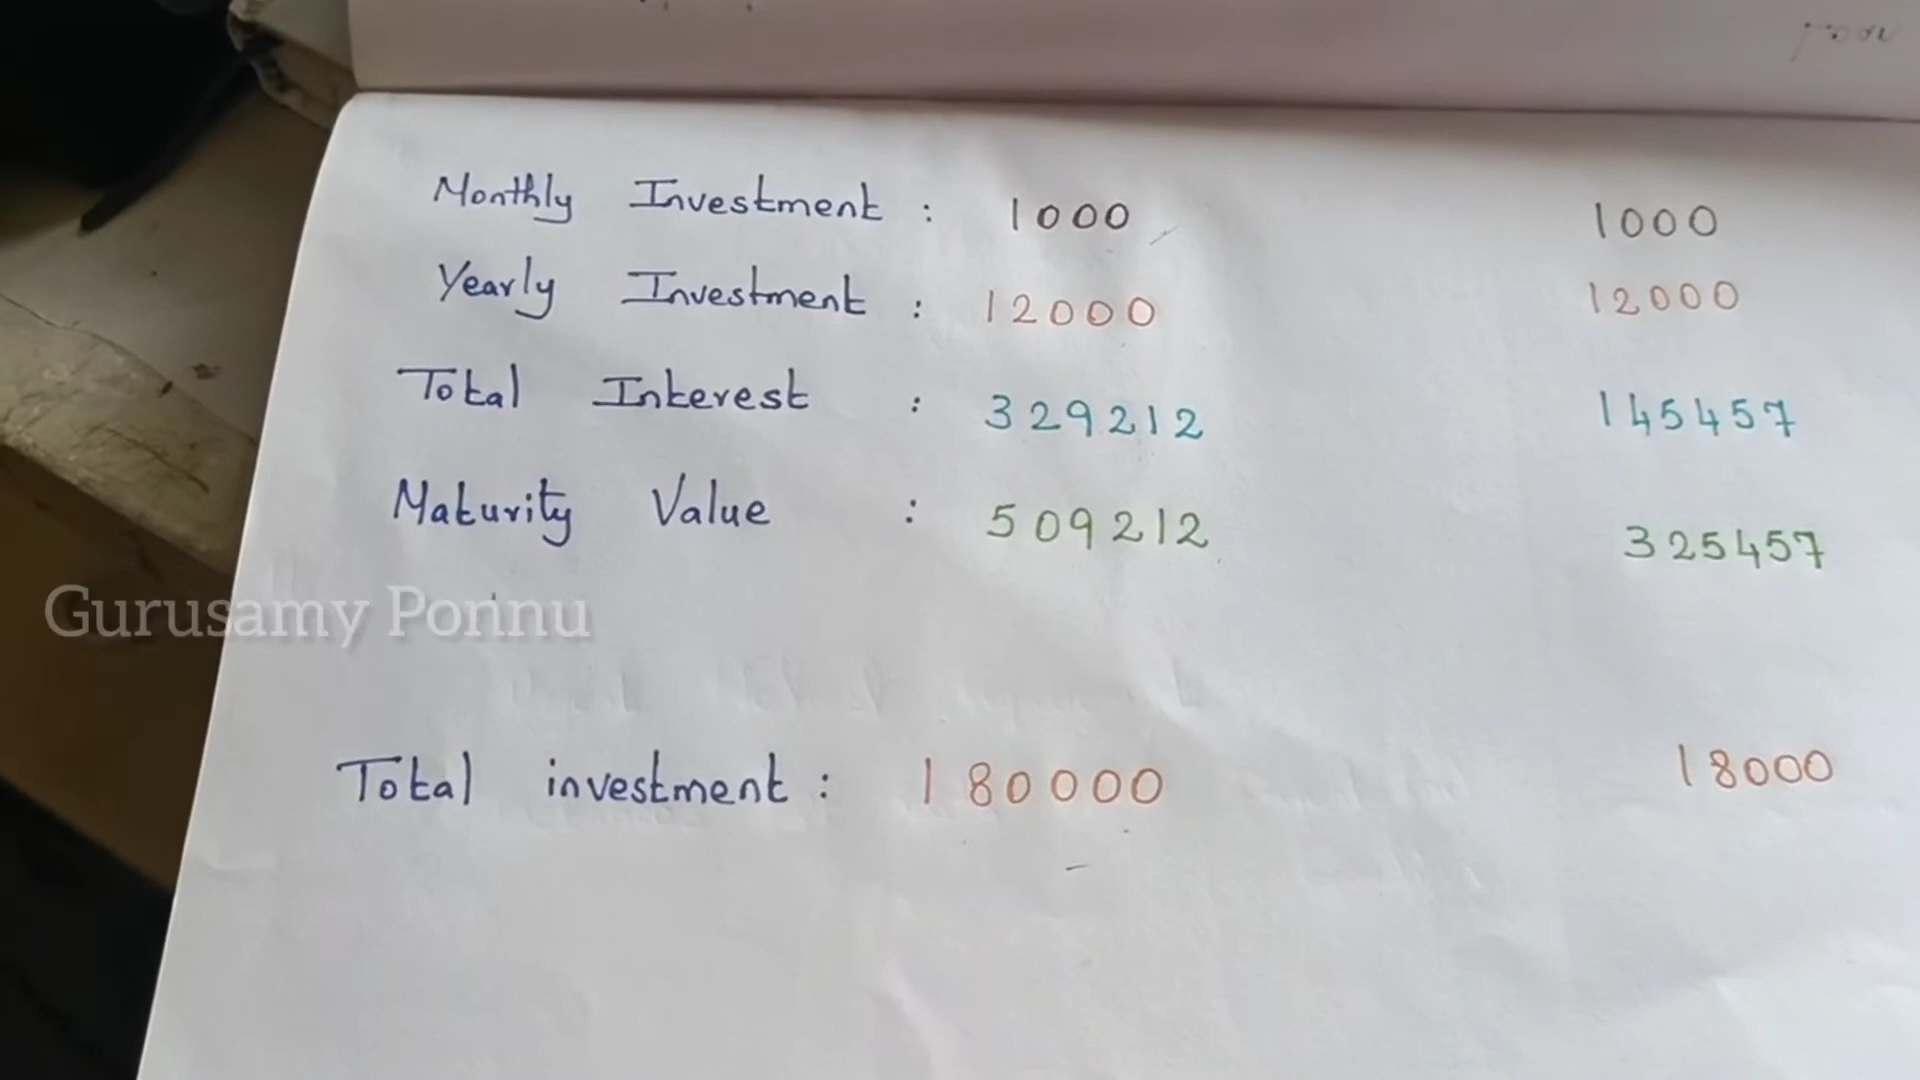 Monthly Investment : 1000 1000
Yearly Investment : 12000 12000
Total Interest : 329212 145457
Maturity Value : 509212 325457
Gurusamy Ponnu
Total investment : 180000 18000